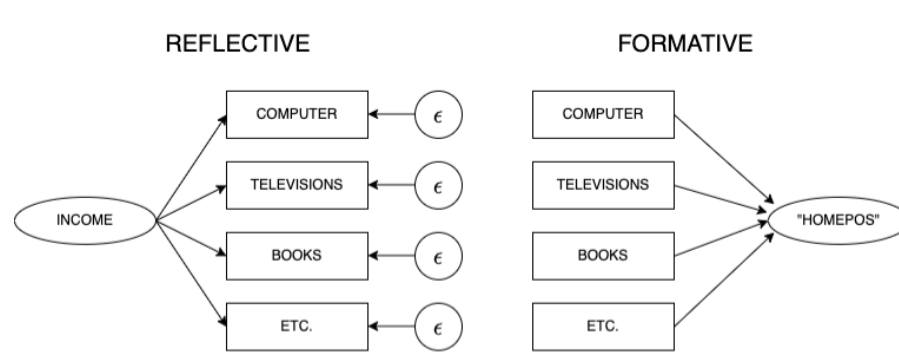 REFLECTIVE
FORMATIVE
COMPUTER
ϵ
TELEVISIONS
ϵ
INCOME
BOOKS
ϵ
ETC.
ϵ
COMPUTER
TELEVISIONS
"HOMEPOS"
BOOKS
ETC.